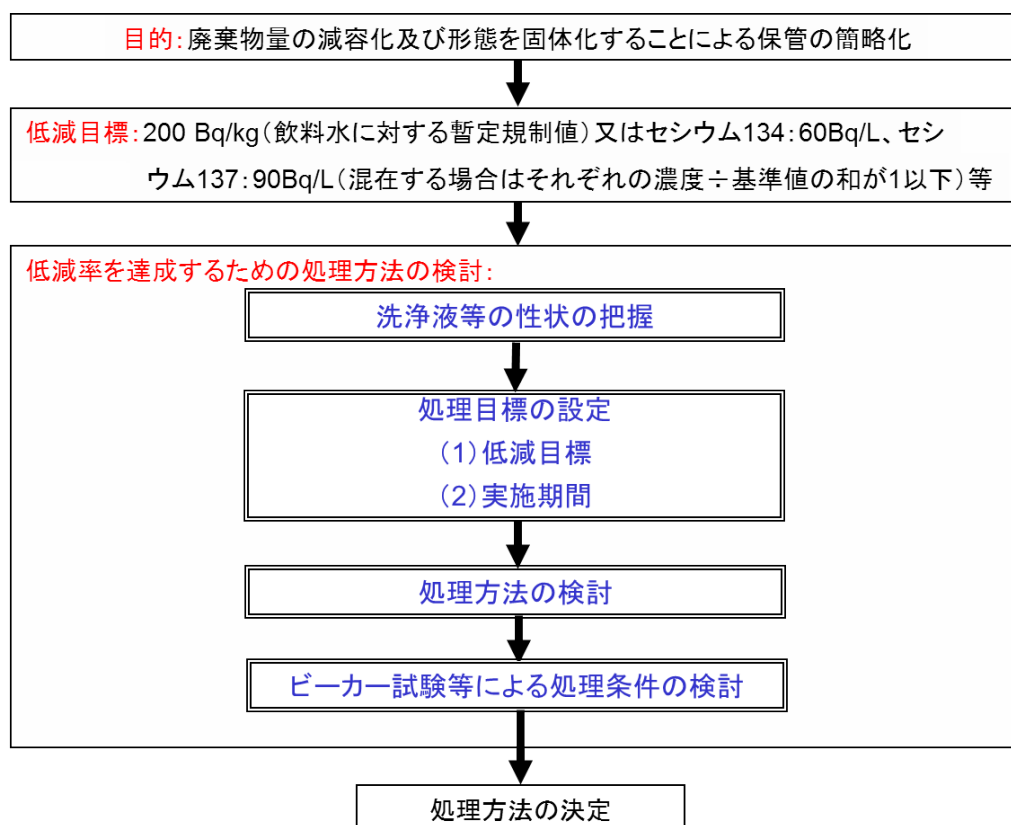 目的：廃棄物量の減容化及び形態を固体化することによる保管の簡略化
低減目標：200 Bq/kg（飲料水に対する暫定規制値）又はセシウム134：60Bq/L、セシ
ウム137：90Bq/L（混在する場合はそれぞれの濃度÷基準値の和が1以下）等
低減率を達成するための処理方法の検討：
洗浄液等の性状の把握
処理目標の設定
（1）低減目標
（2）実施期間
処理方法の検討
ビーカー試験等による処理条件の検討
処理方法の決定